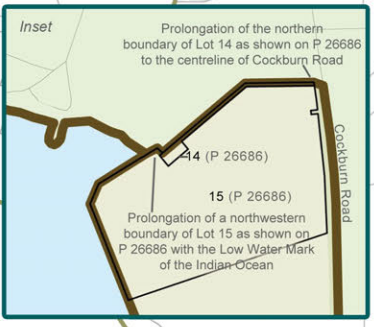 Inset
Prolongation of the northern
boundary of Lot 14 as shown on P 26686
to the centreline of Cockburn Road
14 (P 26686)
Cockburn Road
15 (P 26686)
Prolongation of a northwestern
boundary of Lot 15 as shown on
P 26686 with the Low Water Mark
of the Indian Ocean